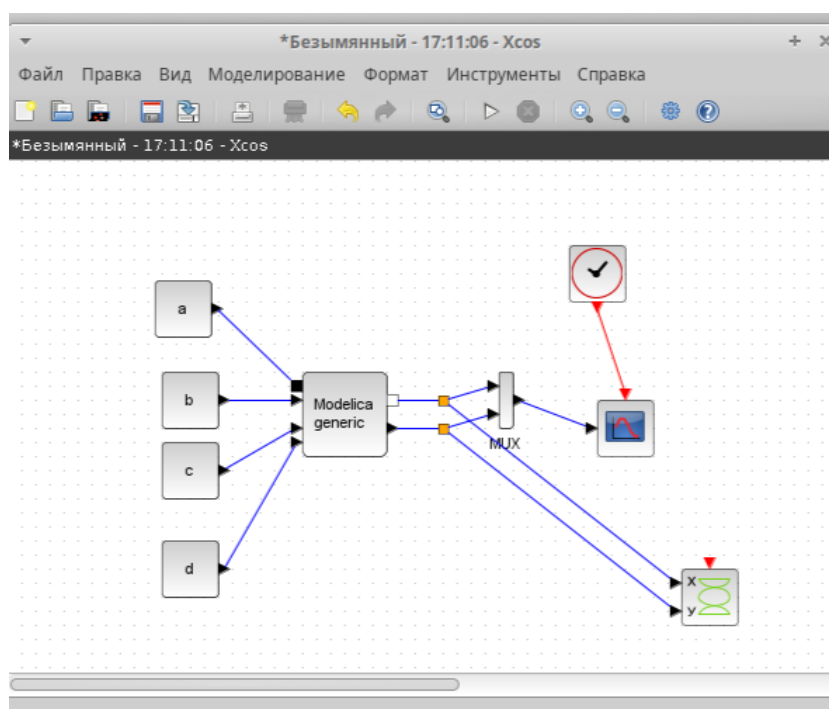 *Безымянный - 17:11:06 - Xcos
Файл Правка Вид Моделирование Формат Инструменты Справка
*Безымянный - 17:11:06 - Xcos
a
b
Modelica
generic
MUX
c
d
X
y